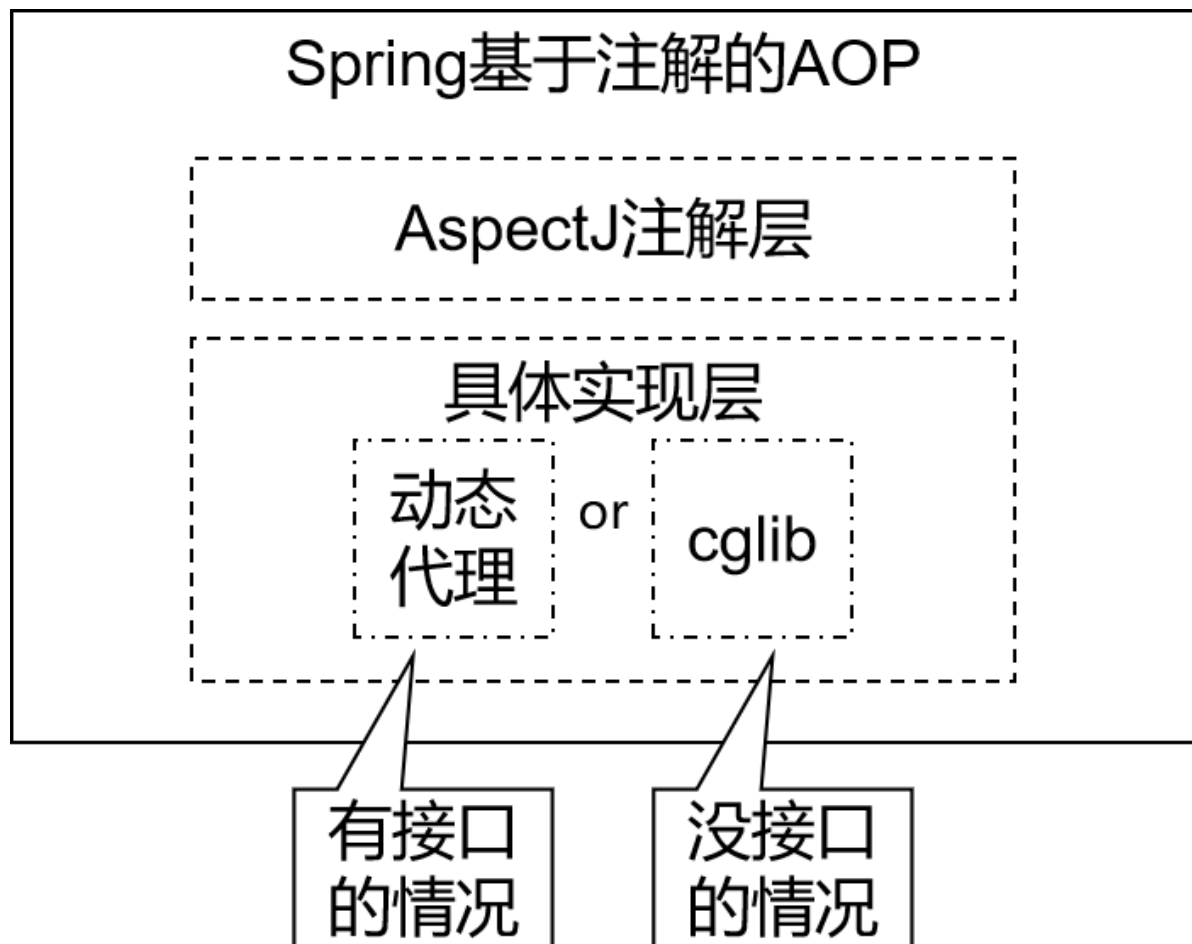 Spring基于注解的AOP
AspectJ注解层
具体实现层
动态
代理
or
cglib
有接口
的情况
没接口
的情况